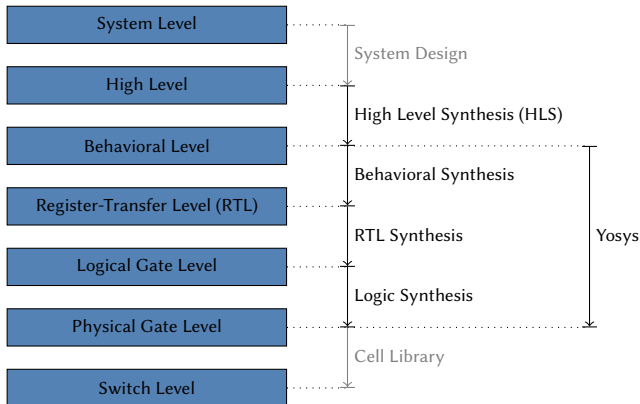 System Level
System Design
High Level
High Level Synthesis (HLS)
Behavioral Level
Behavioral Synthesis
Register-Transfer Level (RTL)
RTL Synthesis
Yosys
Logical Gate Level
Logic Synthesis
Physical Gate Level
Cell Library
Switch Level